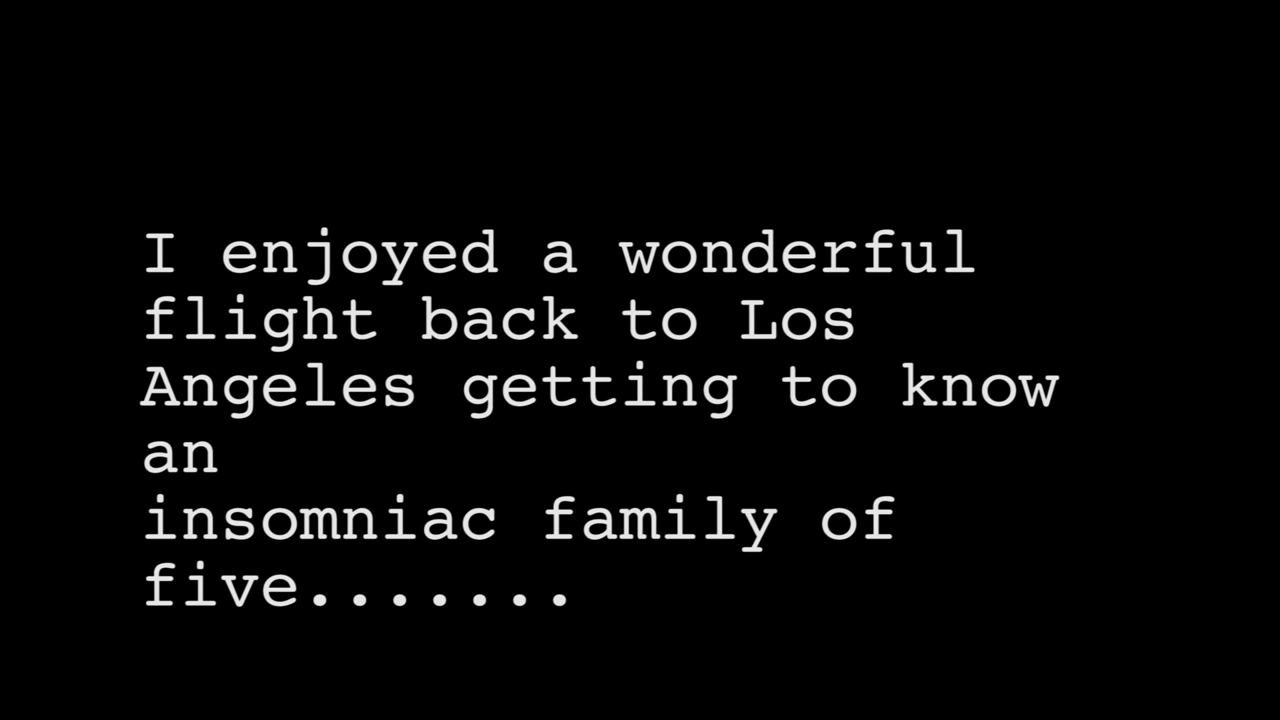 I enjoyed a wonderful
flight back to Los
Angeles getting to know
an
insomniac family of
five.......